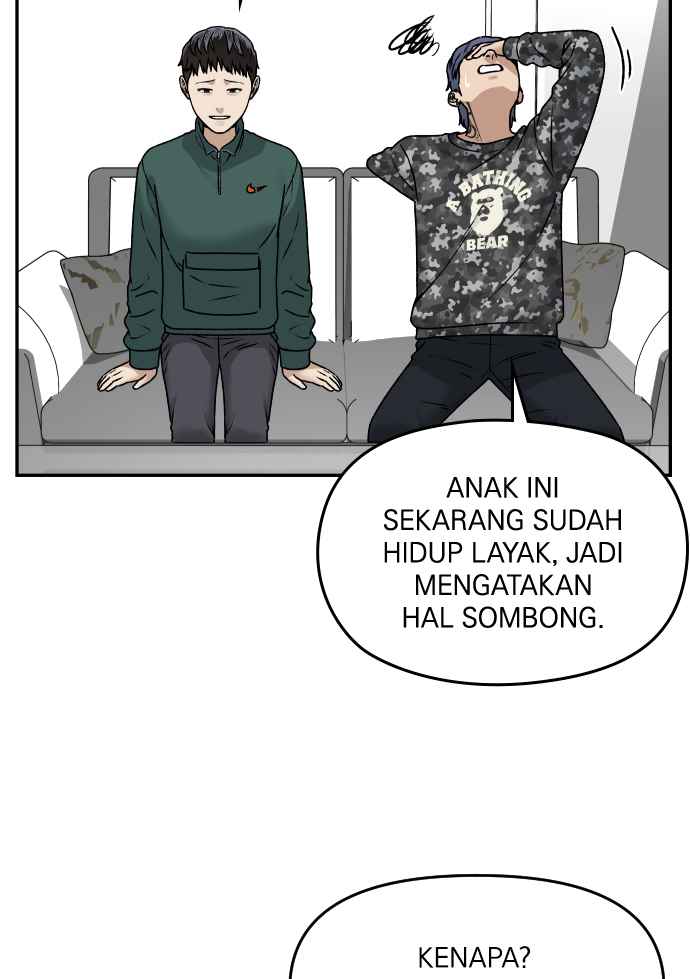 A BATHING
BEAR
ANAK INI
SEKARANG SUDAH
HIDUP LAYAK, JADI
MENGATAKAN
HAL SOMBONG.
KENAPA?